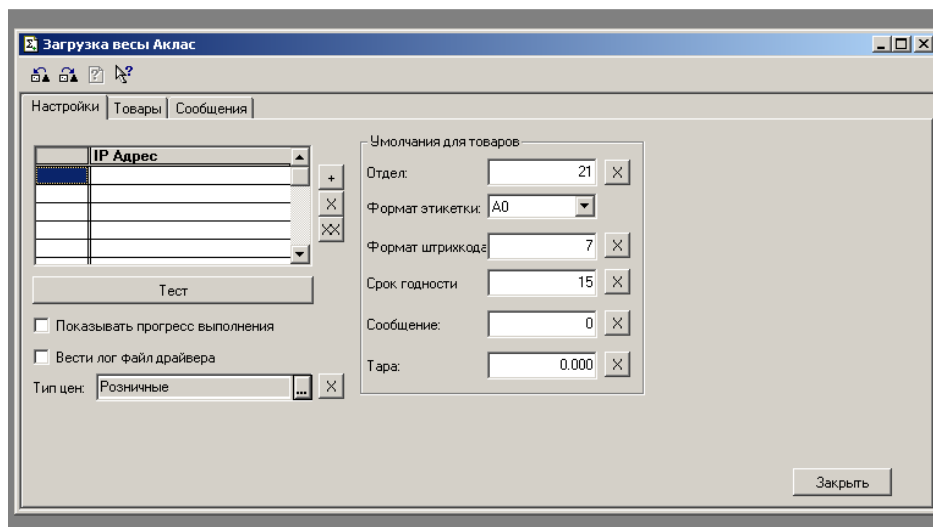 Загрузка весы Аклас
Настройки Товары Сообщения
IP Адрес
+
X
XX
Тест
Показывать прогресс выполнения
Вести лог файл драйвера
Тип цен: Розничные ... X
Умолчания для товаров
Отдел: 21 X
Формат этикетки: A0
Формат штрихкода 7 X
Срок годности 15 X
Сообщение: 0 X
Тара: 0.000 X
Закрыть